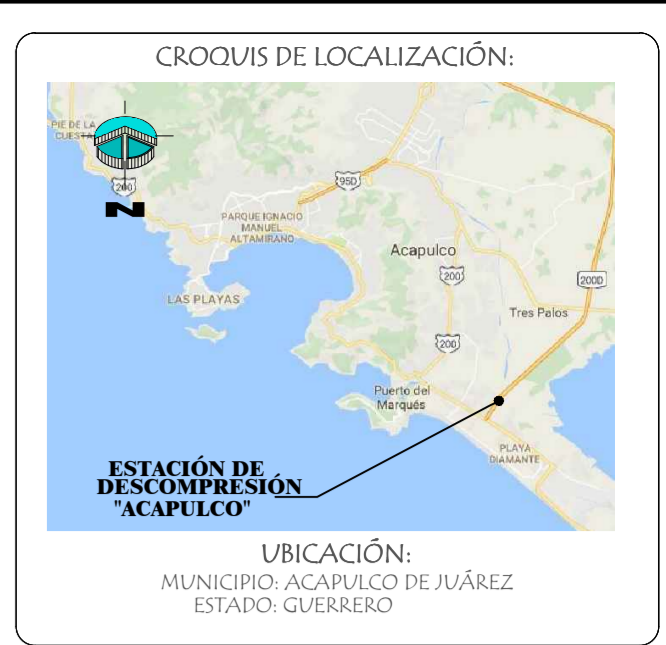 CROQUIS DE LOCALIZACIÓN:
PIE DE LA
CUESTA
200
N
95D
PARQUE IGNACIO
MANUEL
ALTAMIRANO
Acapulco
200
200D
LAS PLAYAS
Tres Palos
200
Puerto del
Marqués
PLAYA
DIAMANTE
ESTACIÓN DE
DESCOMPRESIÓN
"ACAPULCO"
UBICACIÓN:
MUNICIPIO: ACAPULCO DE JUÁREZ
ESTADO: GUERRERO